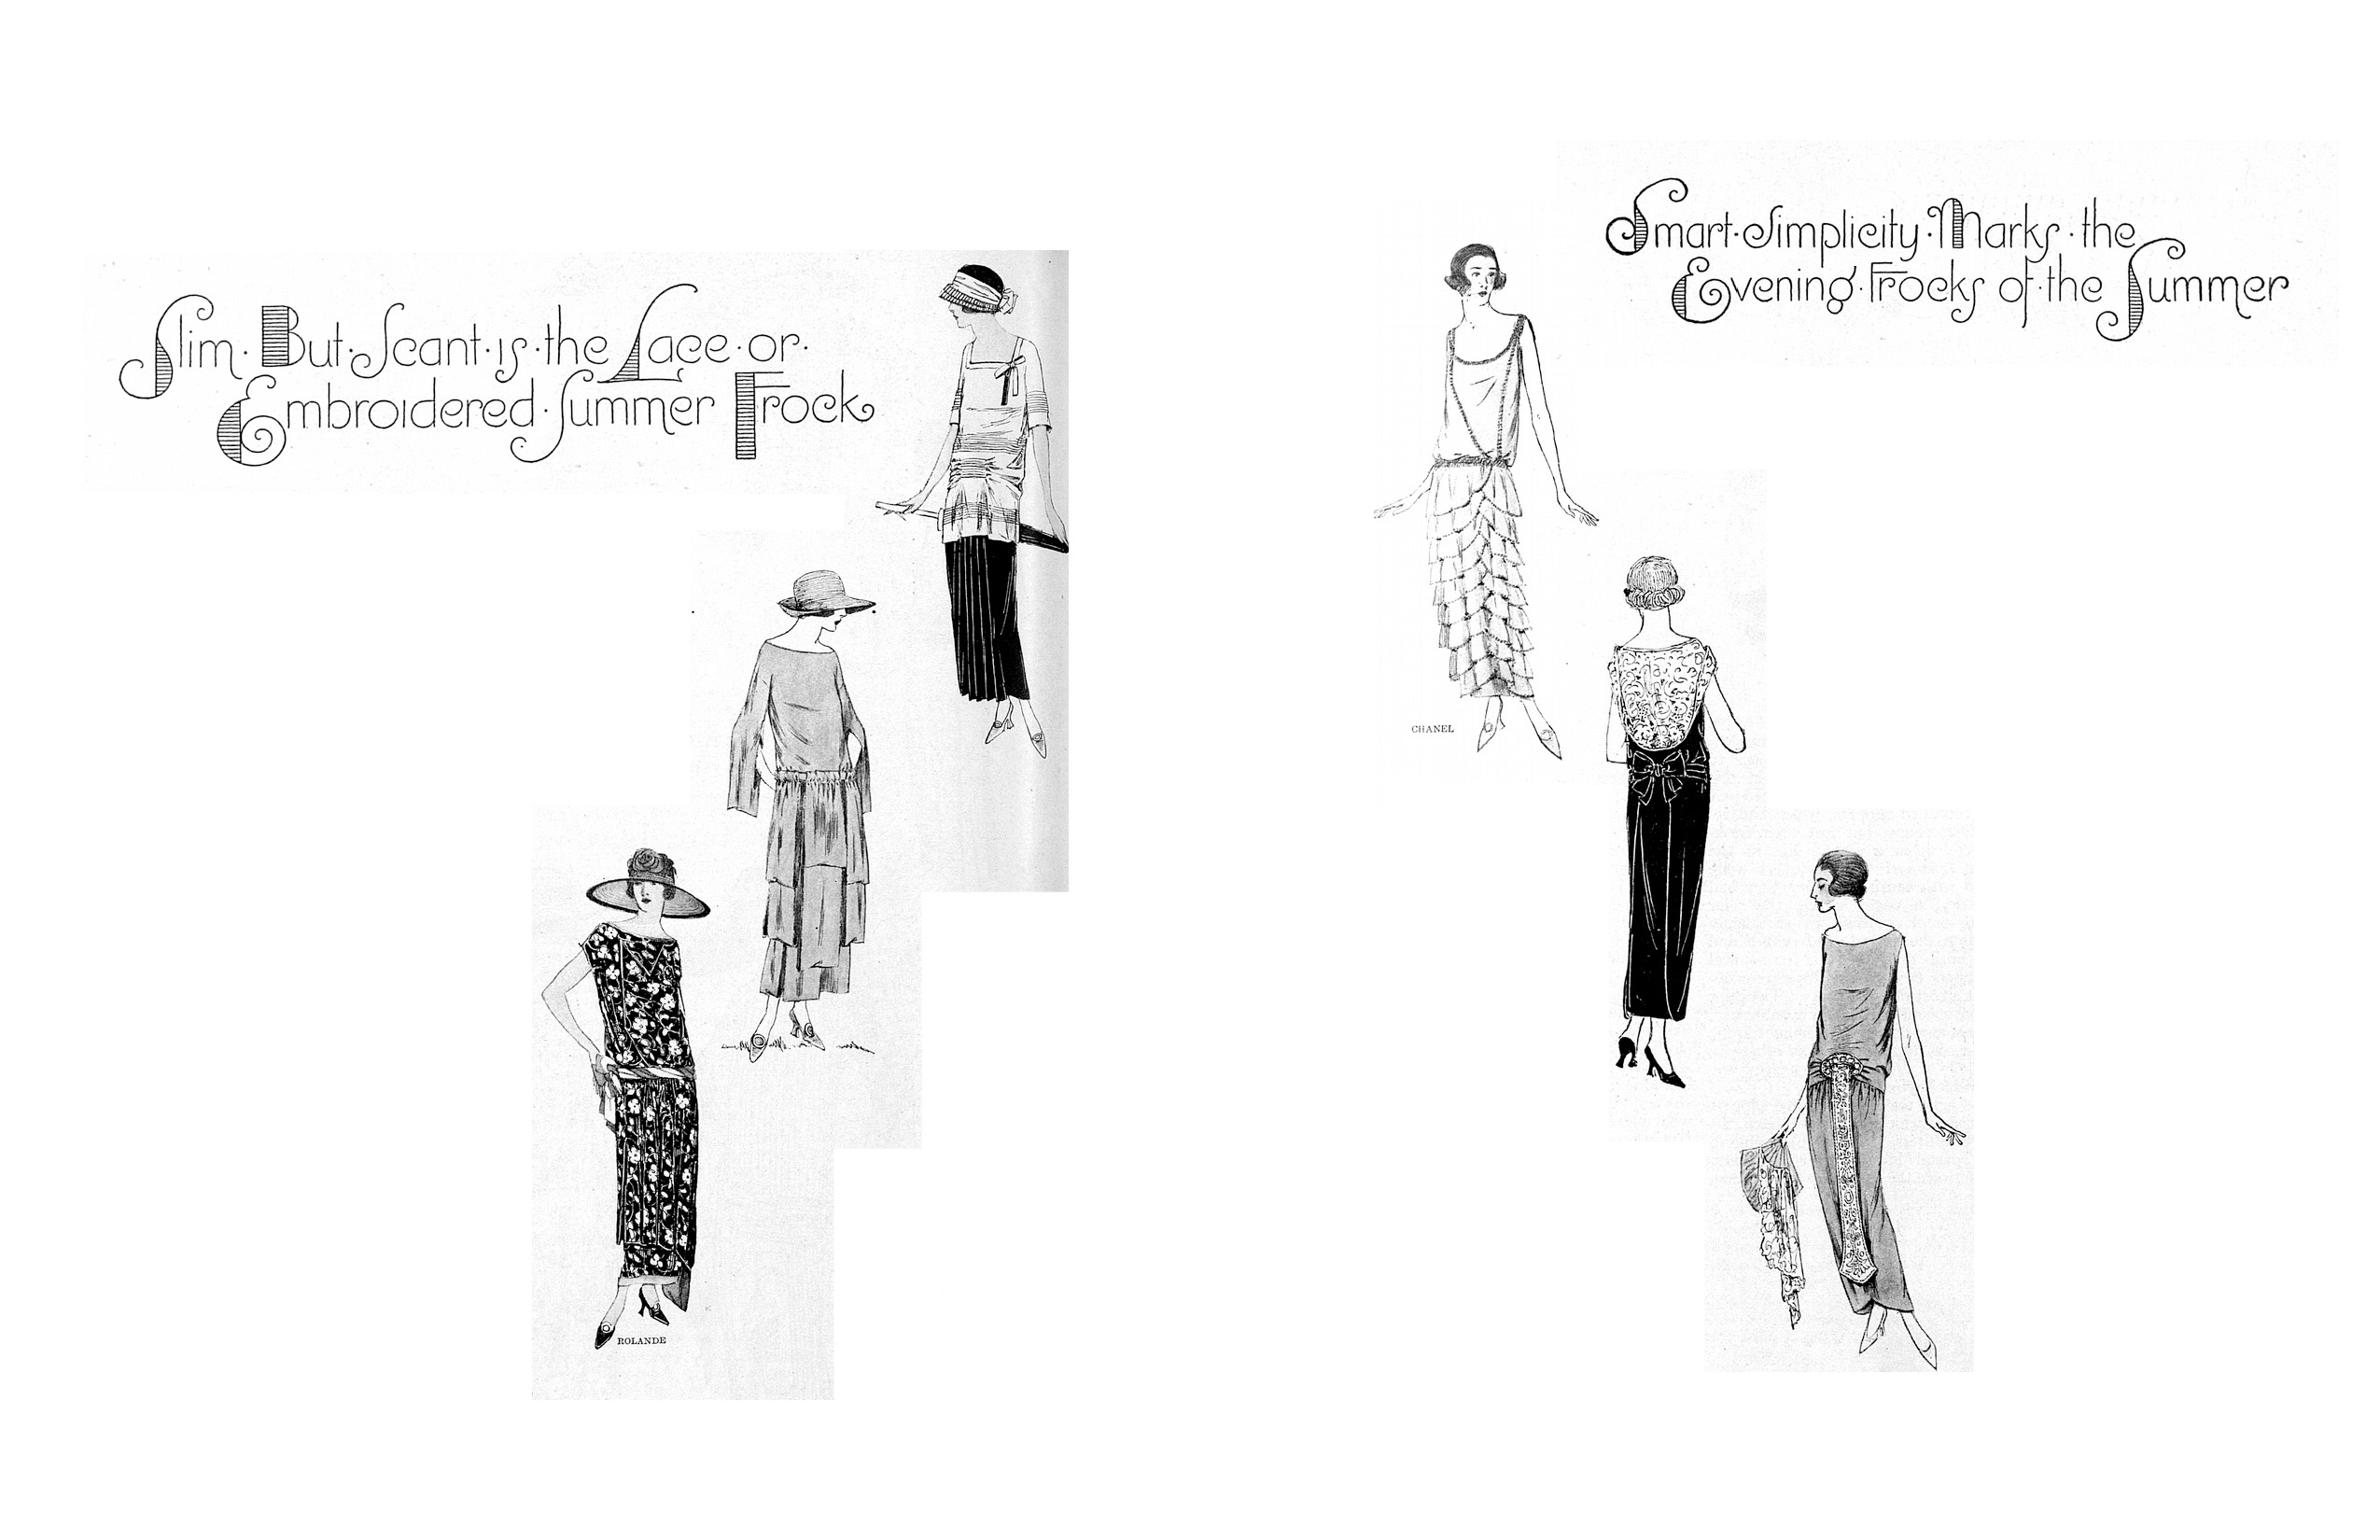 Slim · But · Scant · is · the Lace · or ·
Embroidered · Summer Frock
ROLANDE
Smart · Simplicity · Marks · the
Evening · Frocks of · the Summer
CHANEL